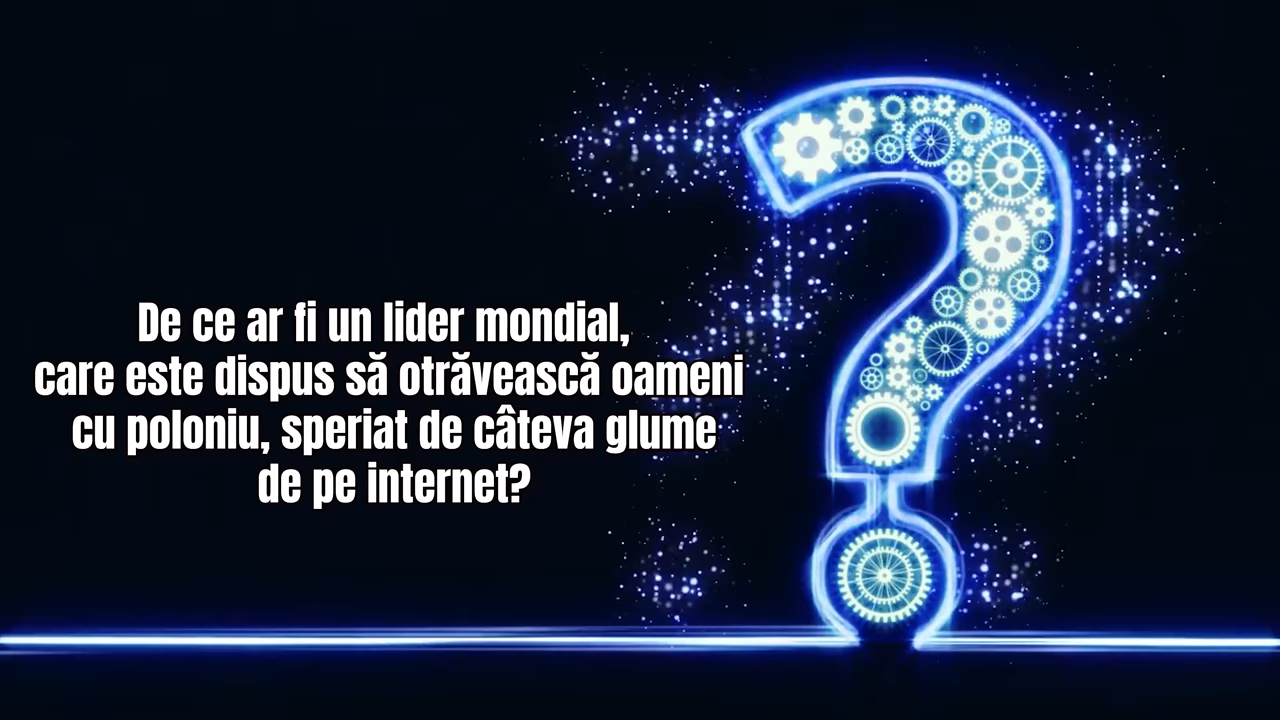 De ce ar fi un lider mondial,
care este dispus să otrăvească oameni
cu poloniu, speriat de câteva glume
de pe internet?